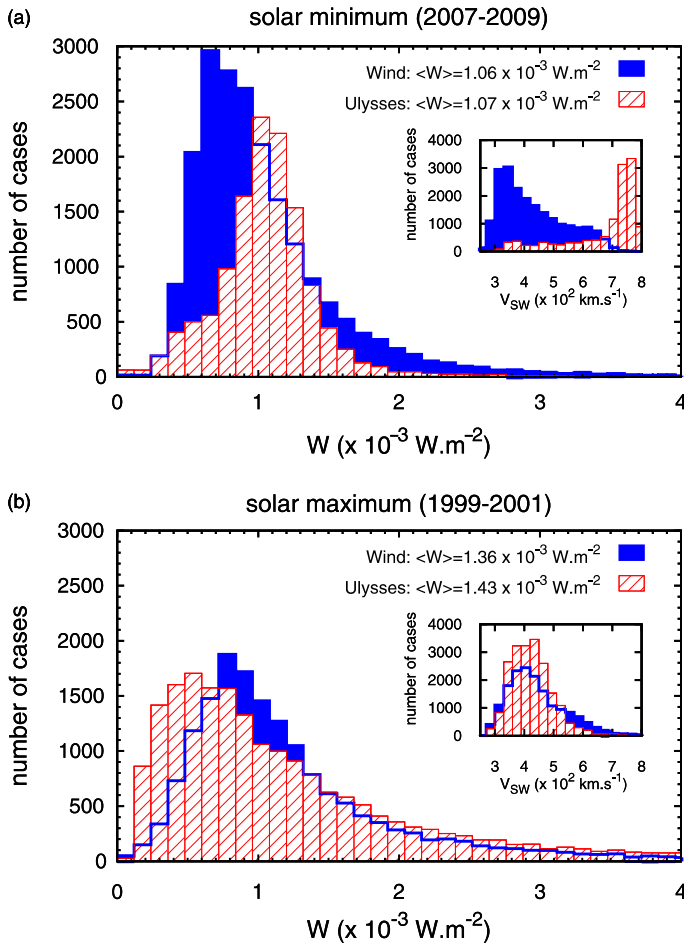 (a)
solar minimum (2007-2009)
3000
2500
2000
1500
1000
500
0
number of cases
Wind: <W>=1.06 x 10⁻³ W.m⁻²
Ulysses: <W>=1.07 x 10⁻³ W.m⁻²
4000
3000
2000
1000
0
number of cases
3 4 5 6 7 8
V_SW (x 10² km.s⁻¹)
0 1 2 3 4
W (x 10⁻³ W.m⁻²)
(b)
solar maximum (1999-2001)
3000
2500
2000
1500
1000
500
0
number of cases
Wind: <W>=1.36 x 10⁻³ W.m⁻²
Ulysses: <W>=1.43 x 10⁻³ W.m⁻²
4000
3000
2000
1000
0
number of cases
3 4 5 6 7 8
V_SW (x 10² km.s⁻¹)
0 1 2 3 4
W (x 10⁻³ W.m⁻²)